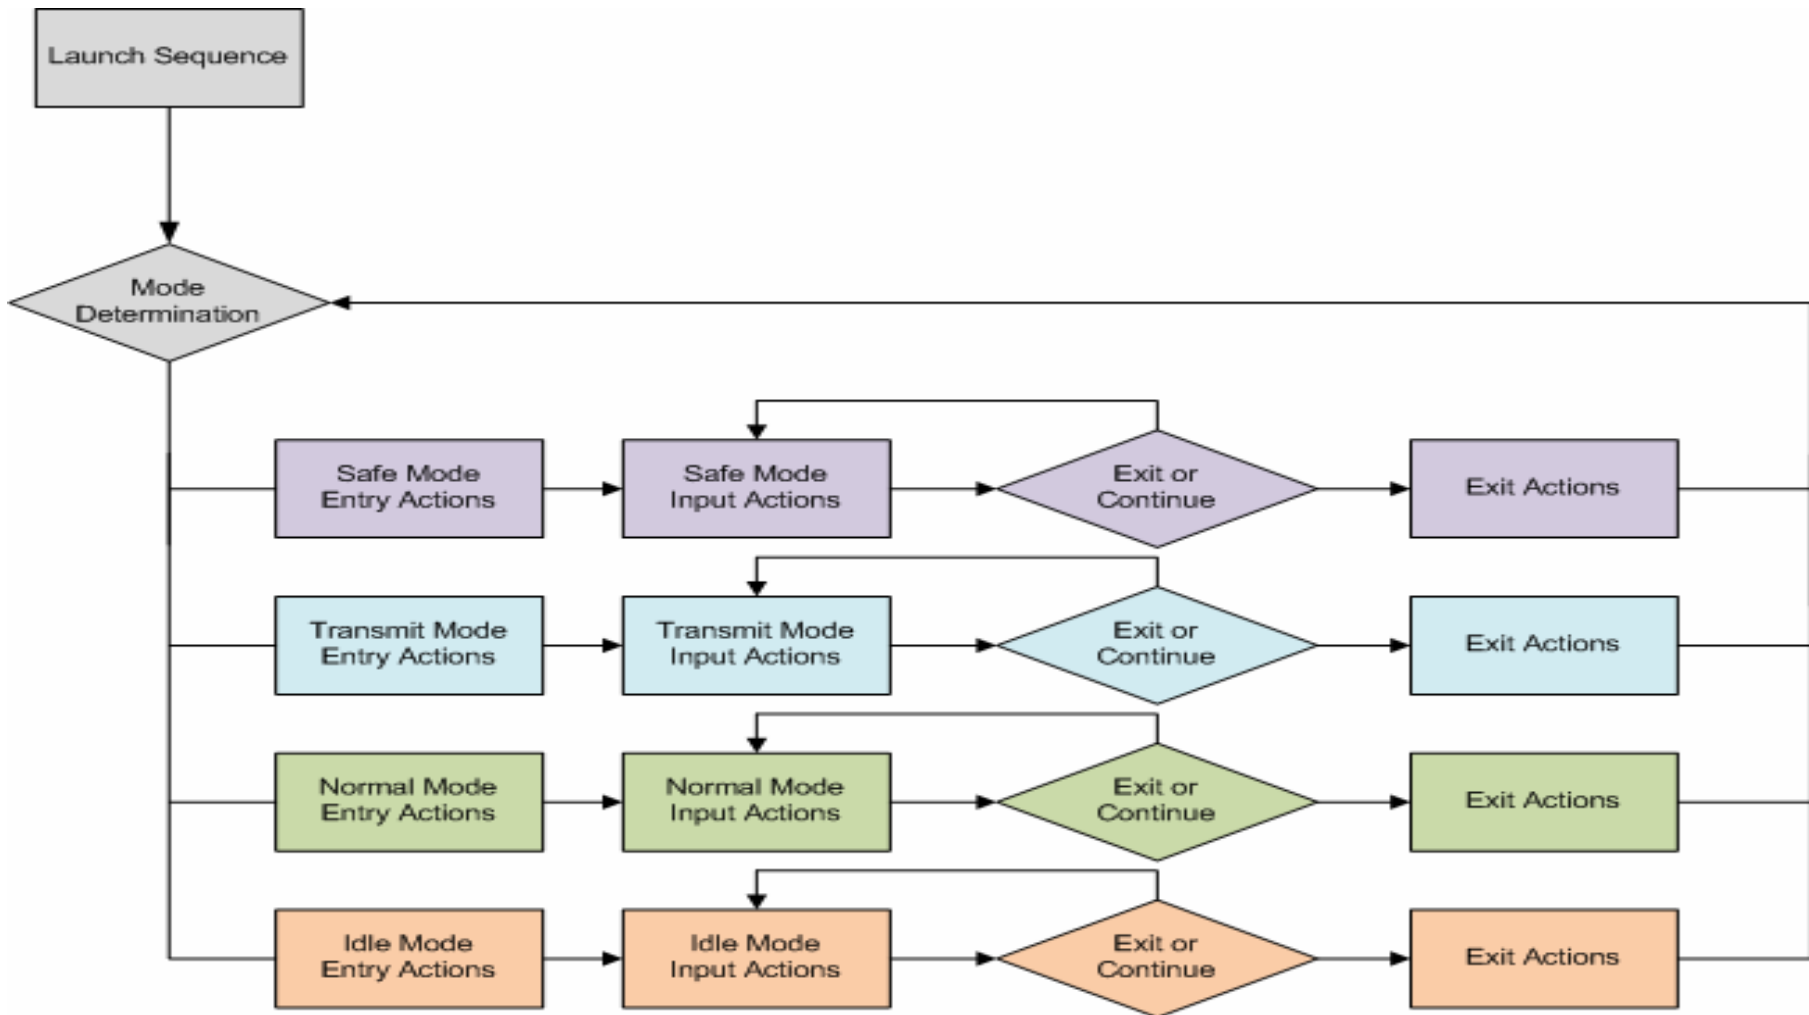 Launch Sequence
Mode
Determination
Safe Mode
Entry Actions
Safe Mode
Input Actions
Exit or
Continue
Exit Actions
Transmit Mode
Entry Actions
Transmit Mode
Input Actions
Exit or
Continue
Exit Actions
Normal Mode
Entry Actions
Normal Mode
Input Actions
Exit or
Continue
Exit Actions
Idle Mode
Entry Actions
Idle Mode
Input Actions
Exit or
Continue
Exit Actions